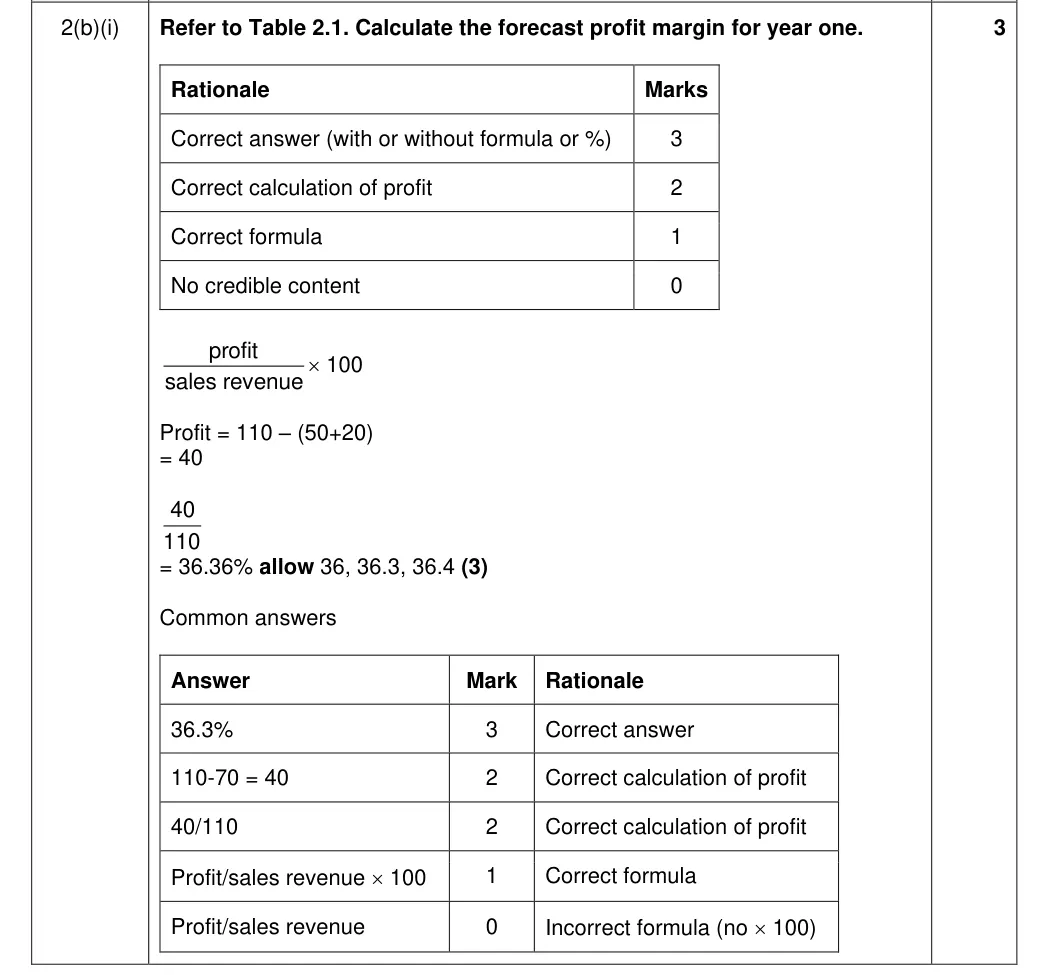 2(b)(i) Refer to Table 2.1. Calculate the forecast profit margin for year one. 3
Rationale Marks
Correct answer (with or without formula or %) 3
Correct calculation of profit 2
Correct formula 1
No credible content 0
profit
sales revenue × 100
Profit = 110 – (50+20)
= 40
40
110
= 36.36% allow 36, 36.3, 36.4 (3)
Common answers
Answer Mark Rationale
36.3% 3 Correct answer
110-70 = 40 2 Correct calculation of profit
40/110 2 Correct calculation of profit
Profit/sales revenue × 100 1 Correct formula
Profit/sales revenue 0 Incorrect formula (no × 100)